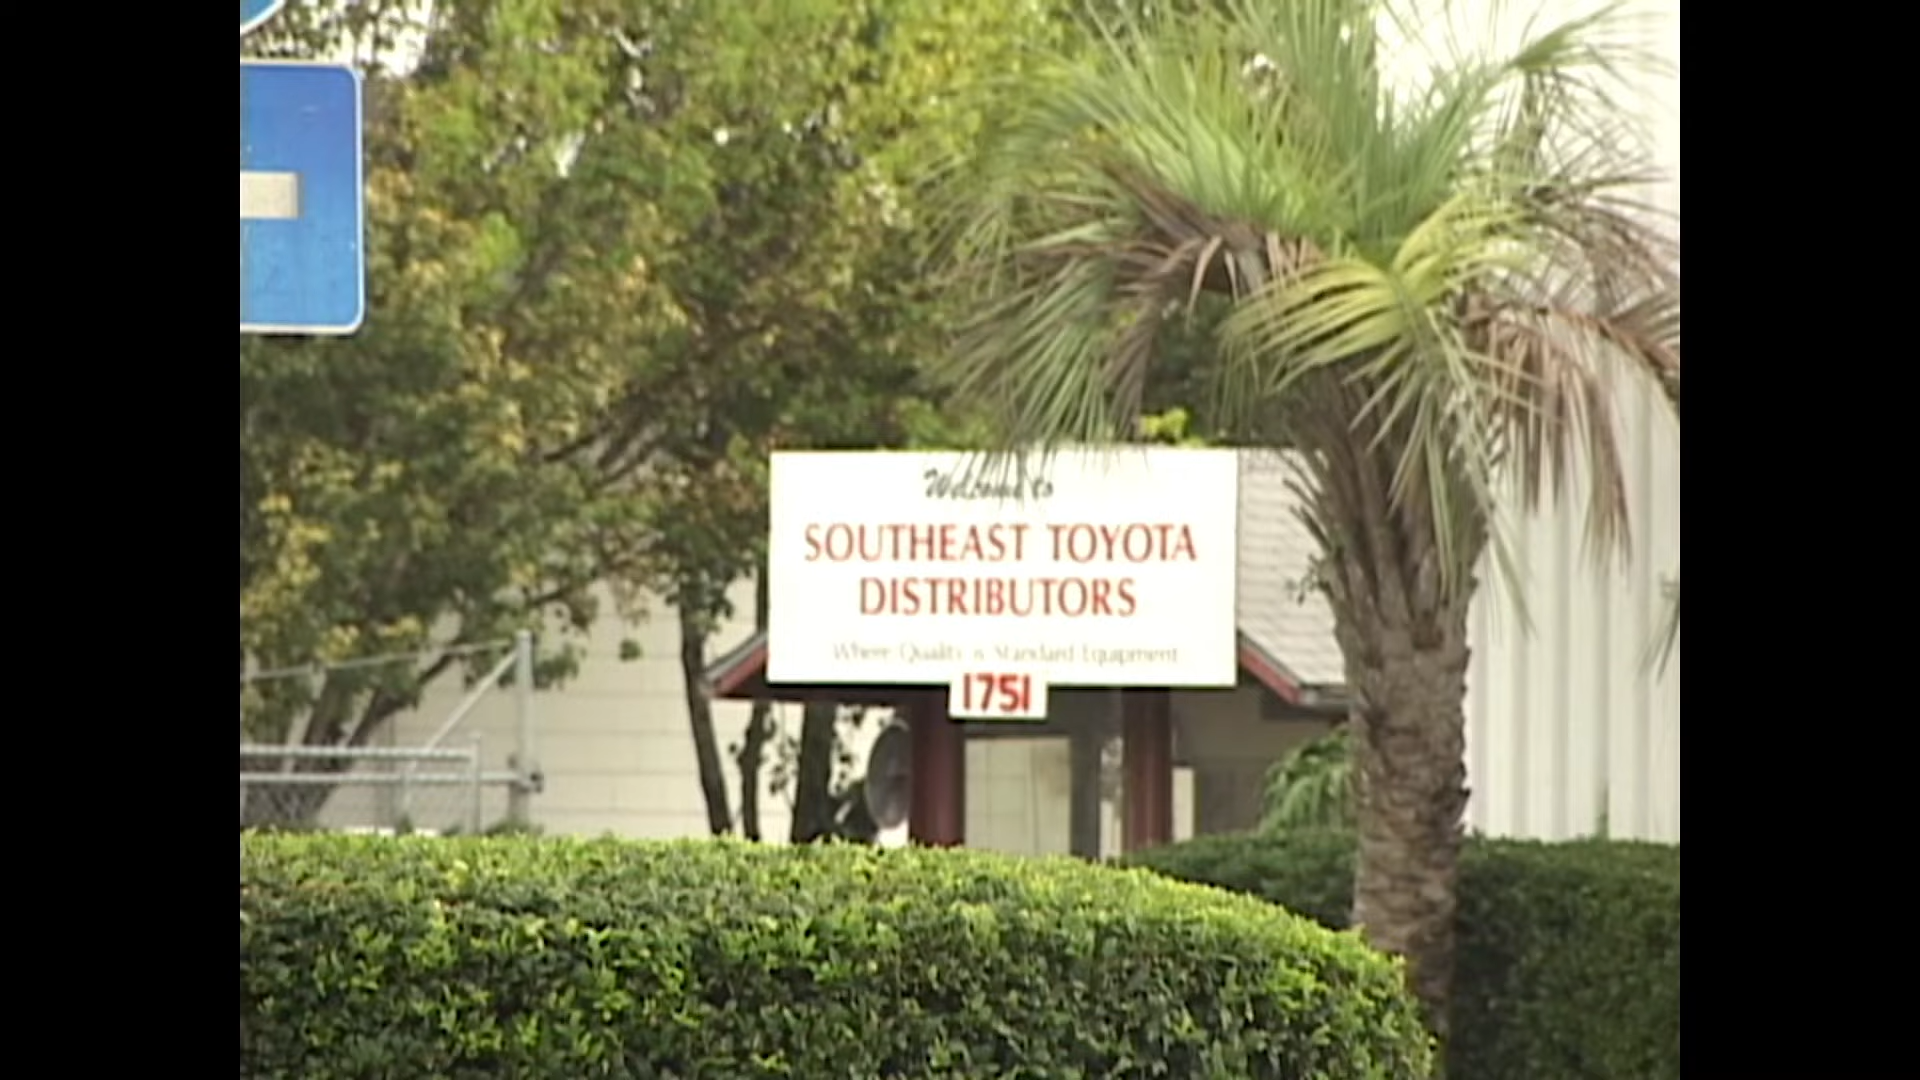 Welcome to
SOUTHEAST TOYOTA
DISTRIBUTORS
Where Quality is Standard Equipment
1751